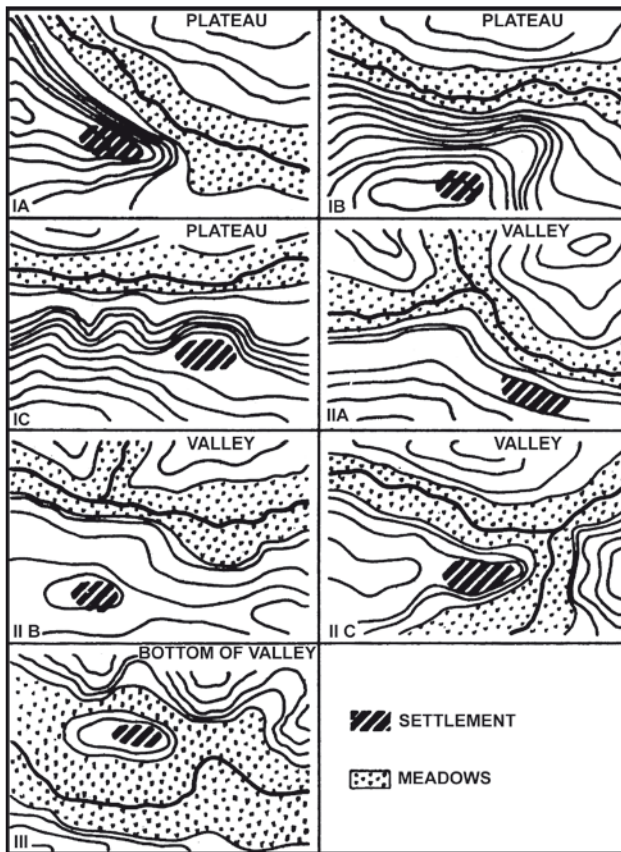 PLATEAU
IA
PLATEAU
IB
PLATEAU
IC
VALLEY
IIA
VALLEY
II B
VALLEY
II C
BOTTOM OF VALLEY
III
SETTLEMENT
MEADOWS